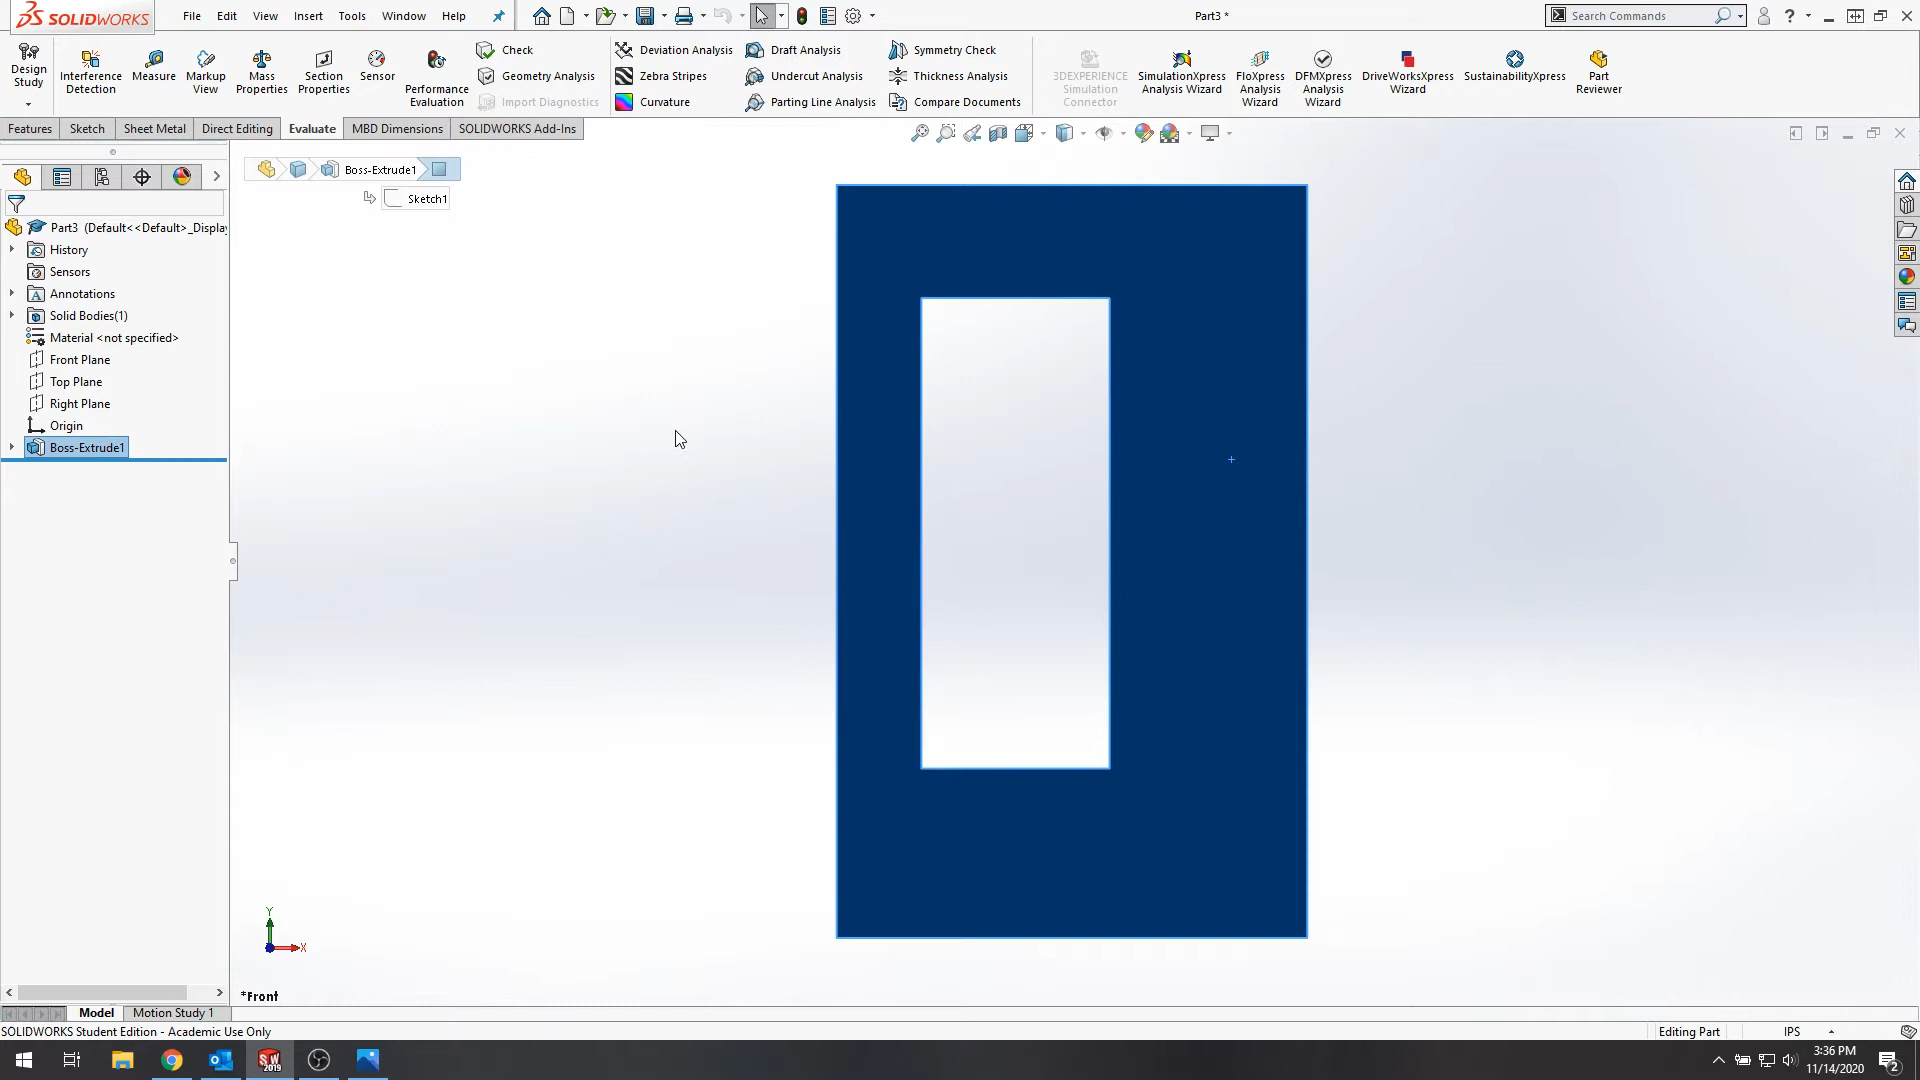 SOLIDWORKS File Edit View Insert Tools Window Help Part3 * Search Commands
Design Study
Interference Detection
Measure
Markup View
Mass Properties
Section Properties
Sensor
Performance Evaluation
Check
Geometry Analysis
Import Diagnostics
Deviation Analysis
Zebra Stripes
Curvature
Draft Analysis
Undercut Analysis
Parting Line Analysis
Symmetry Check
Thickness Analysis
Compare Documents
3DEXPERIENCE Simulation Connector
SimulationXpress Analysis Wizard
FloXpress Analysis Wizard
DFMXpress Analysis Wizard
DriveWorksXpress Wizard
SustainabilityXpress
Part Reviewer
Features Sketch Sheet Metal Direct Editing Evaluate MBD Dimensions SOLIDWORKS Add-Ins
Boss-Extrude1
Sketch1
Part3 (Default<<Default>_Display
History
Sensors
Annotations
Solid Bodies(1)
Material <not specified>
Front Plane
Top Plane
Right Plane
Origin
Boss-Extrude1
Y
X
*Front
Model Motion Study 1
SOLIDWORKS Student Edition - Academic Use Only Editing Part IPS
SW 2019
3:36 PM
11/14/2020
2